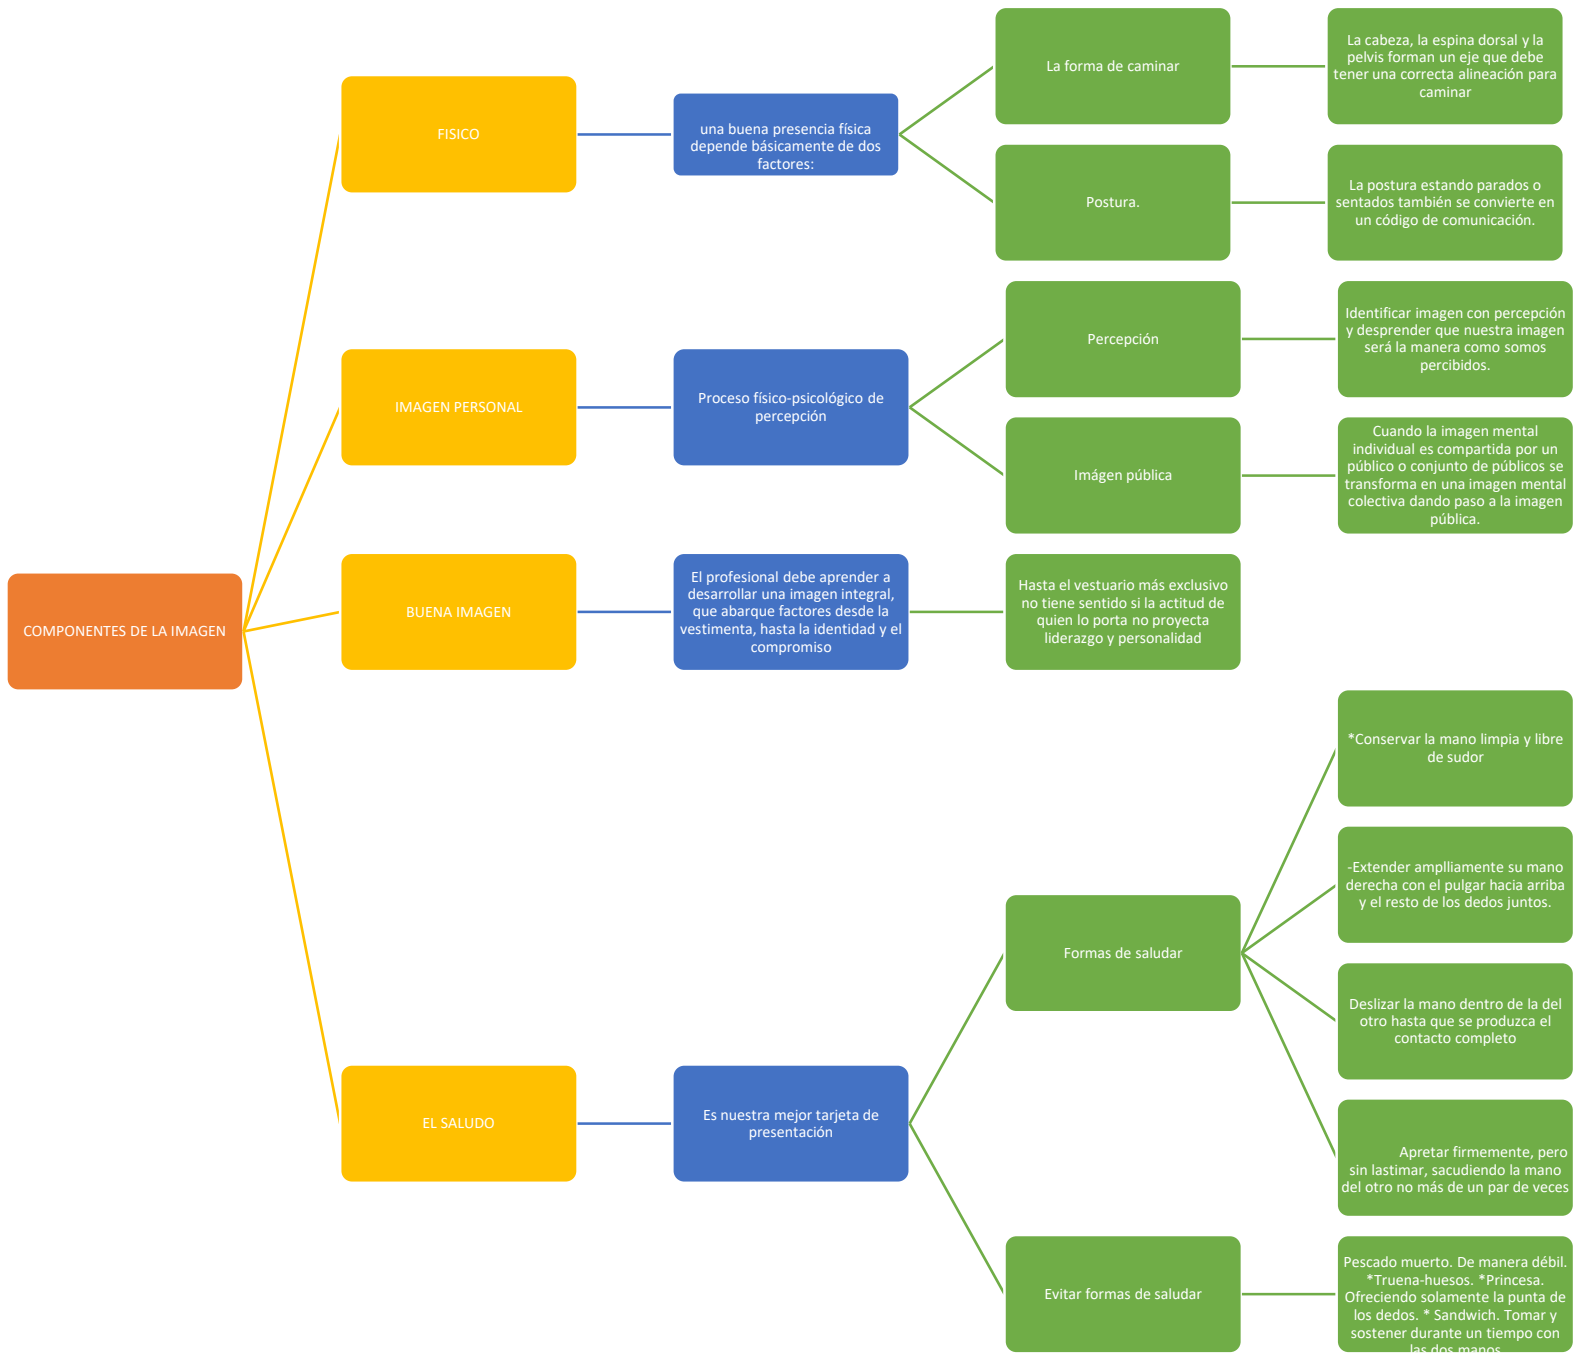 COMPONENTES DE LA IMAGEN
FISICO
una buena presencia física
depende básicamente de dos
factores:
La forma de caminar
La cabeza, la espina dorsal y la
pelvis forman un eje que debe
tener una correcta alineación para
caminar
Postura.
La postura estando parados o
sentados también se convierte en
un código de comunicación.
IMAGEN PERSONAL
Proceso físico-psicológico de
percepción
Percepción
Identificar imagen con percepción
y desprender que nuestra imagen
será la manera como somos
percibidos.
Imágen pública
Cuando la imagen mental
individual es compartida por un
público o conjunto de públicos se
transforma en una imagen mental
colectiva dando paso a la imagen
pública.
BUENA IMAGEN
El profesional debe aprender a
desarrollar una imagen integral,
que abarque factores desde la
vestimenta, hasta la identidad y el
compromiso
Hasta el vestuario más exclusivo
no tiene sentido si la actitud de
quien lo porta no proyecta
liderazgo y personalidad
EL SALUDO
Es nuestra mejor tarjeta de
presentación
Formas de saludar
*Conservar la mano limpia y libre
de sudor
-Extender amplliamente su mano
derecha con el pulgar hacia arriba
y el resto de los dedos juntos.
Deslizar la mano dentro de la del
otro hasta que se produzca el
contacto completo
Apretar firmemente, pero
sin lastimar, sacudiendo la mano
del otro no más de un par de veces
Evitar formas de saludar
Pescado muerto. De manera débil.
*Truena-huesos. *Princesa.
Ofreciendo solamente la punta de
los dedos. * Sandwich. Tomar y
sostener durante un tiempo con
las dos manos